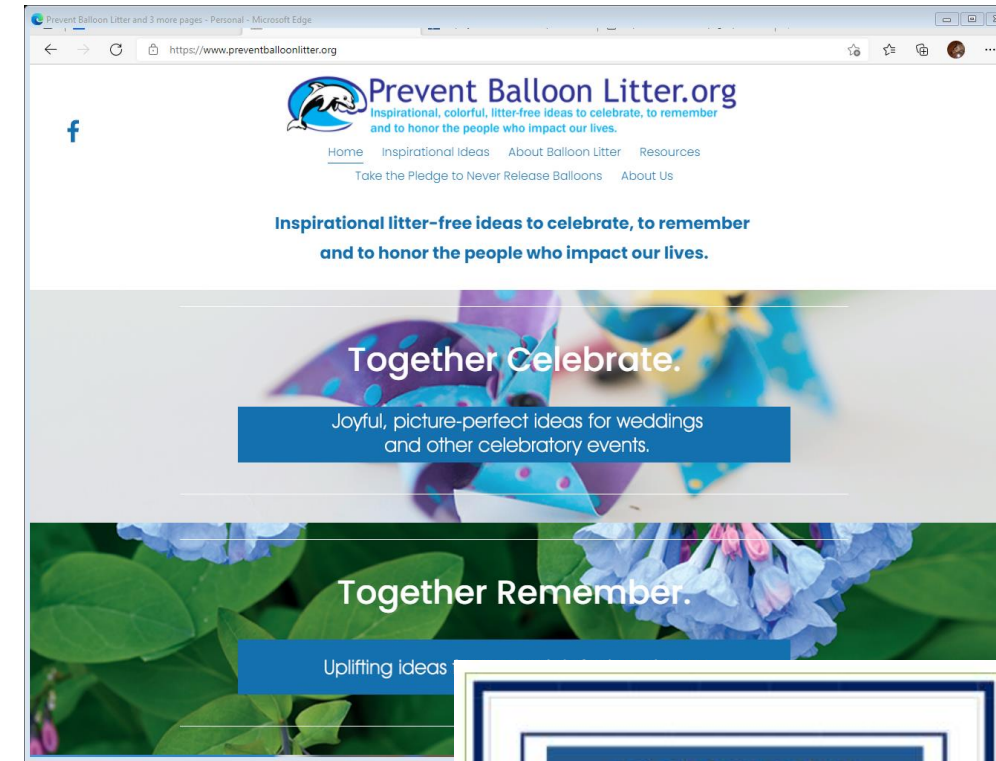 Prevent Balloon Litter and 3 more pages - Personal - Microsoft Edge
https://www.preventballoonlitter.org
Prevent Balloon Litter.org
Inspirational, colorful, litter-free ideas to celebrate, to remember
and to honor the people who impact our lives.
f
Home Inspirational Ideas About Balloon Litter Resources
Take the Pledge to Never Release Balloons About Us
Inspirational litter-free ideas to celebrate, to remember
and to honor the people who impact our lives.
Together Celebrate.
Joyful, picture-perfect ideas for weddings
and other celebratory events.
Together Remember.
Uplifting ideas